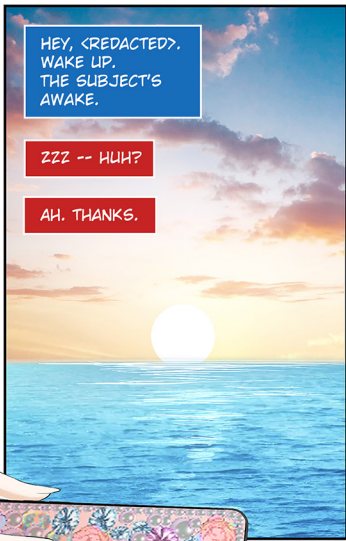 HEY, <REDACTED>.
WAKE UP.
THE SUBJECT'S
AWAKE.
ZZZ -- HUH?
AH. THANKS.